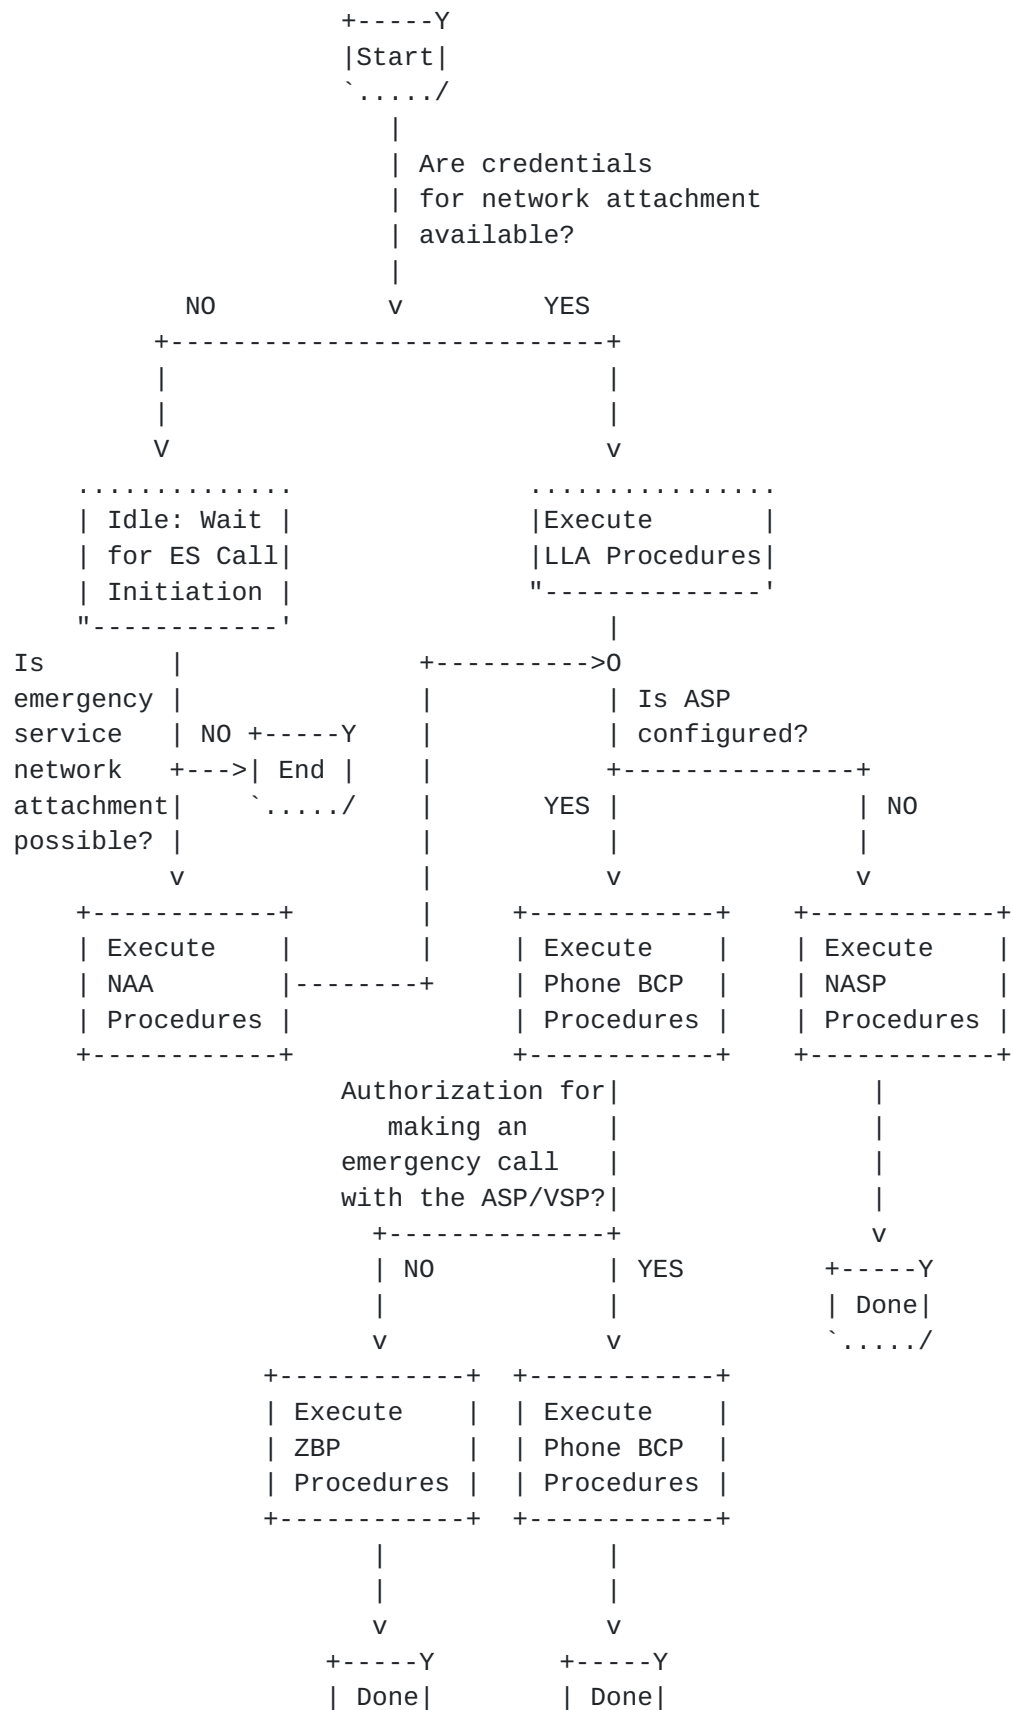 +-----Y
                     |Start|
                     `...../
                        |
                        | Are credentials
                        | for network attachment
                        | available?
                        |
           NO           v         YES
         +----------------------------+
         |                            |
         |                            |
         V                            v
    ..............               ................
    | Idle: Wait |               |Execute       |
    | for ES Call|               |LLA Procedures|
    | Initiation |               "--------------'
    "------------'                    |
Is        |               +---------->O
emergency |               |           | Is ASP
service   | NO +-----Y    |           | configured?
network   +--->| End |    |           +---------------+
attachment|    `...../    |       YES |               | NO
possible? |               |           |               |
          v               |           v               v
    +------------+        |     +------------+    +------------+
    | Execute    |        |     | Execute    |    | Execute    |
    | NAA        |--------+     | Phone BCP  |    | NASP       |
    | Procedures |              | Procedures |    | Procedures |
    +------------+              +------------+    +------------+
                     Authorization for|                |
                        making an     |                |
                     emergency call   |                |
                     with the ASP/VSP?|                |
                       +--------------+                v
                       | NO           | YES         +-----Y
                       |              |             | Done|
                       v              v             `...../
                +------------+  +------------+
                | Execute    |  | Execute    |
                | ZBP        |  | Phone BCP  |
                | Procedures |  | Procedures |
                +------------+  +------------+
                       |              |
                       |              |
                       v              v
                    +-----Y        +-----Y
                    | Done|        | Done|